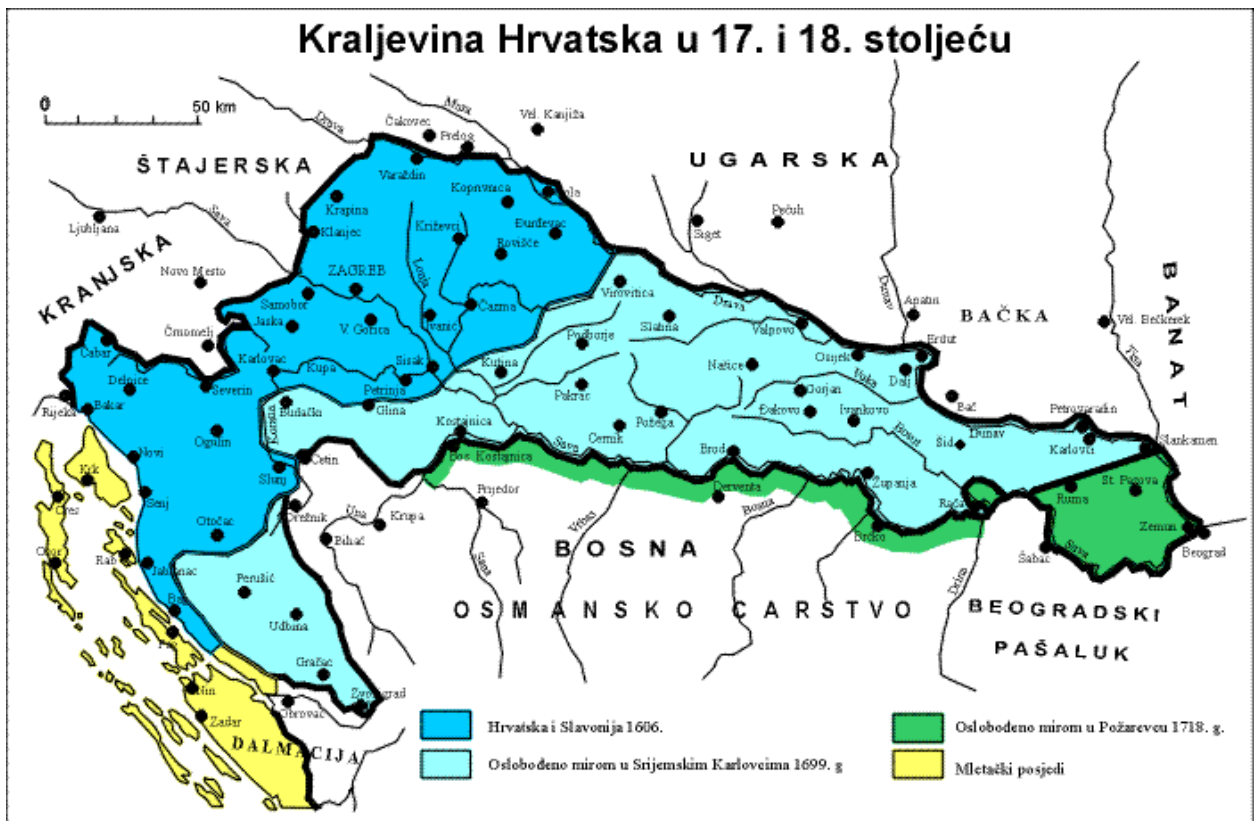 Kraljevina Hrvatska u 17. i 18. stoljeću
0
50 km
Drava
Mura
Čakovec
Prelog
Vel. Kanjiža
ŠTAJERSKA
UGARSKA
Varaždin
Krapina
Koprivnica
Ljubljana
Sava
Klanjec
Križevci
Đurđevac
Siget
Pečuh
Rovišće
KRANJSKA
Novo Mesto
ZAGREB
Lonja
BANAT
Samobor
Čazma
Virovitica
Drava
Dunav
Apatin
BAČKA
Jaska
V. Gorica
Ivanić
Slatina
Valpovo
Vel. Bečkerek
Črnomelj
Podborje
Erdut
Tisa
Čabar
Karlovac
Kupa
Sisak
Kutina
Našice
Osijek
Vuka
Dalj
Delnice
Severin
Petrinja
Pakrac
Gorjan
Bač
Rijeka
Bakar
Korana
Budački
Glina
Đakovo
Ivankovo
Petrovaradin
Ogulin
Kostajnica
Cernik
Požega
Bosut
Šid
Dunav
Karlovci
Slankamen
Novi
Cetin
Bos. Kostajnica
Sava
Brod
Krk
Slunj
Županja
Cres
Senj
Drežnik
Una
Krupa
Prijedor
Derventa
Rača
Ruma
St. Pazova
Otočac
Bihać
Vrbas
Bosna
Brčko
Zemun
Beograd
Rab
Jablanac
Sana
BOSNA
Drina
Šabac
Sava
Perušić
OSMANSKO CARSTVO
BEOGRADSKI
PAŠALUK
Udbina
Gračac
Nin
Zvonigrad
Obrovac
Zadar
DALMACIJA
Hrvatska i Slavonija 1606.
Oslobođeno mirom u Požarevcu 1718. g.
Oslobođeno mirom u Srijemskim Karlovcima 1699. g
Mletački posjedi